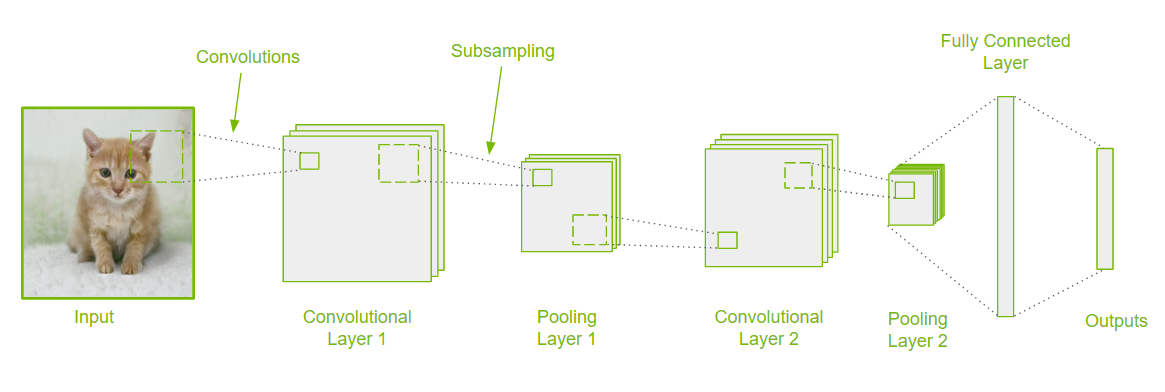 Convolutions
Subsampling
Fully Connected
Layer
Input
Convolutional
Layer 1
Pooling
Layer 1
Convolutional
Layer 2
Pooling
Layer 2
Outputs